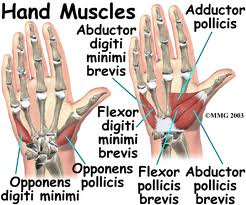 Hand Muscles
Adductor
pollicis
Abductor
digiti
minimi
brevis
Flexor
digiti
minimi
brevis
©MMG 2003
Opponens
digiti minimi
Opponens
pollicis
Flexor
pollicis
brevis
Abductor
pollicis
brevis